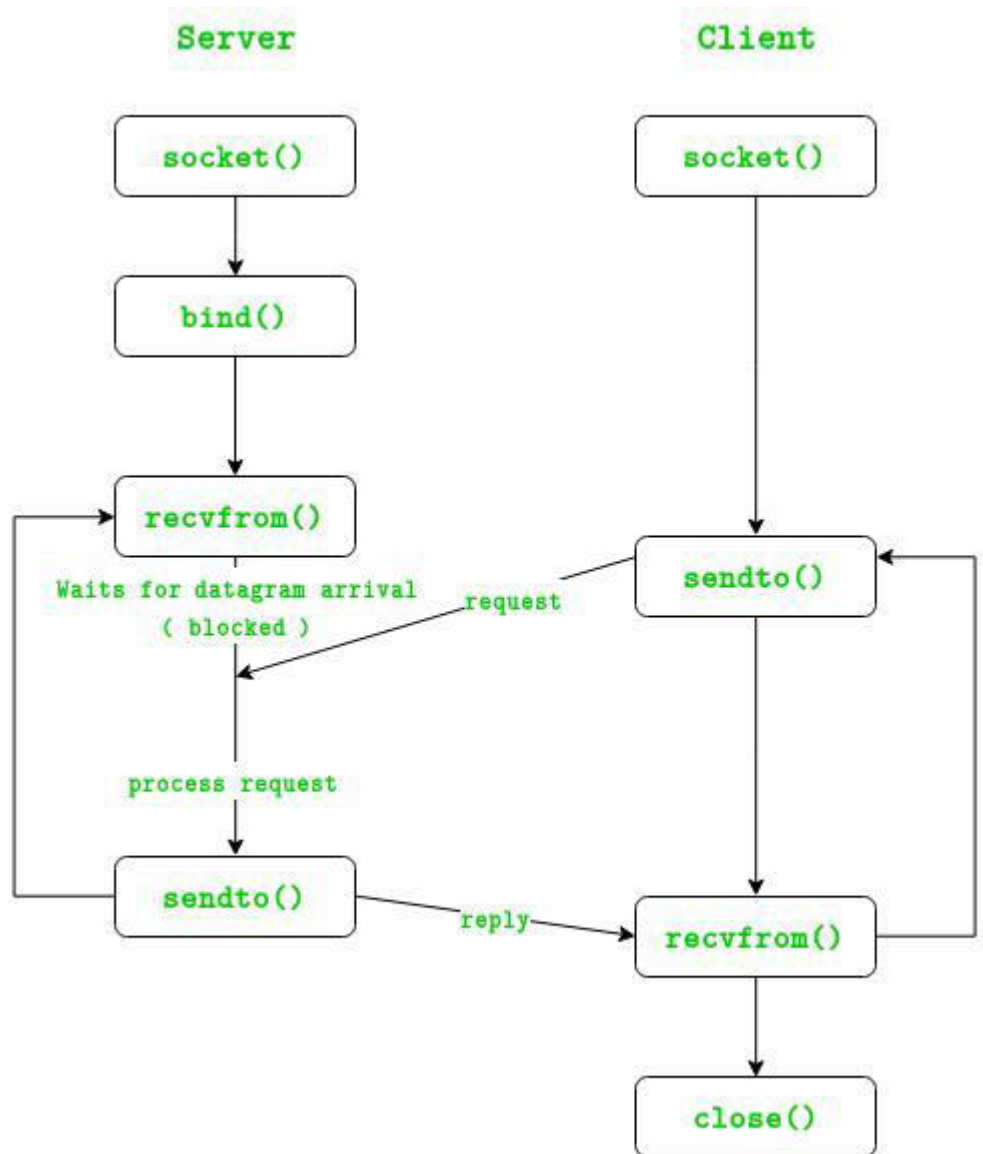 Server
Client
socket()
socket()
bind()
recvfrom()
Waits for datagram arrival
( blocked )
request
sendto()
process request
sendto()
reply
recvfrom()
close()